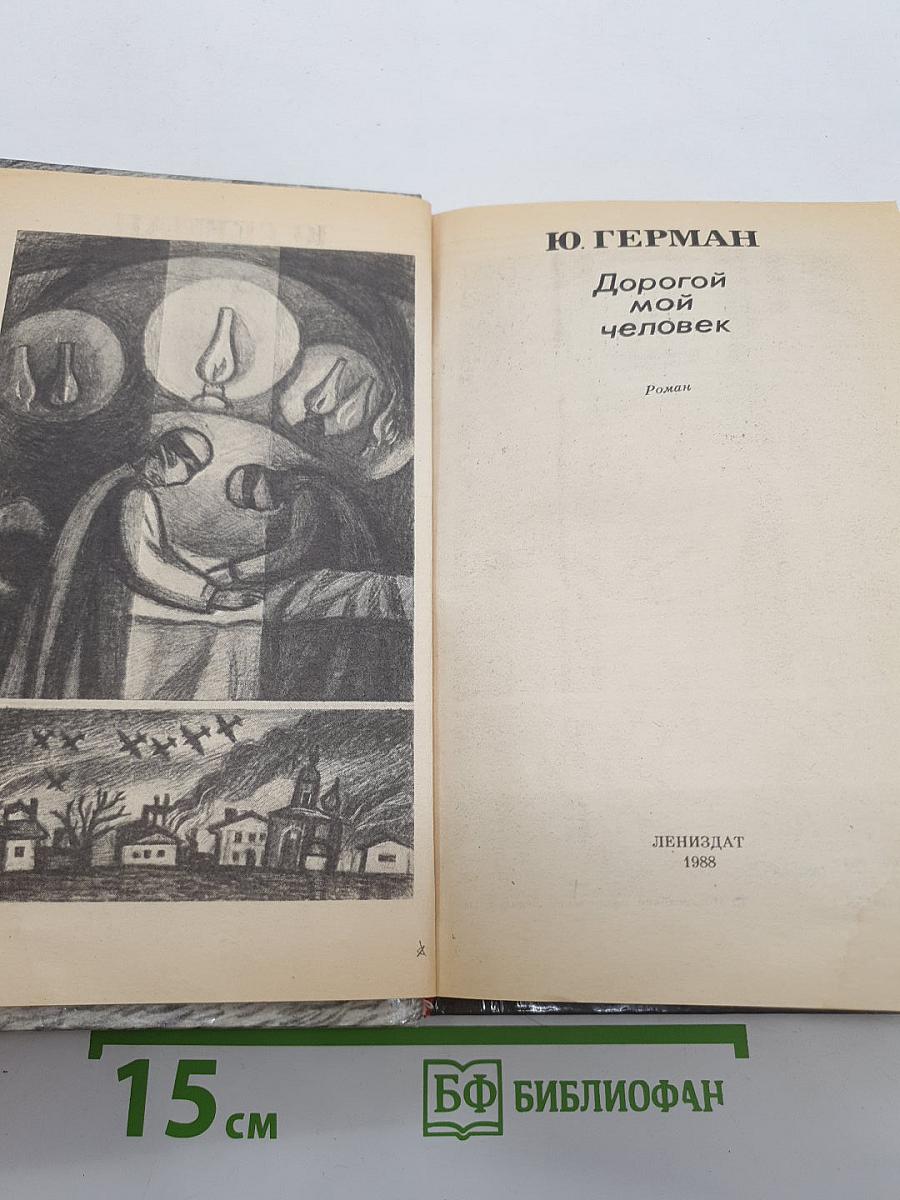 Ю. ГЕРМАН
Дорогой
мой
человек
Роман
ЛЕНИЗДАТ
1988
15 см
БФ БИБЛИОФАН